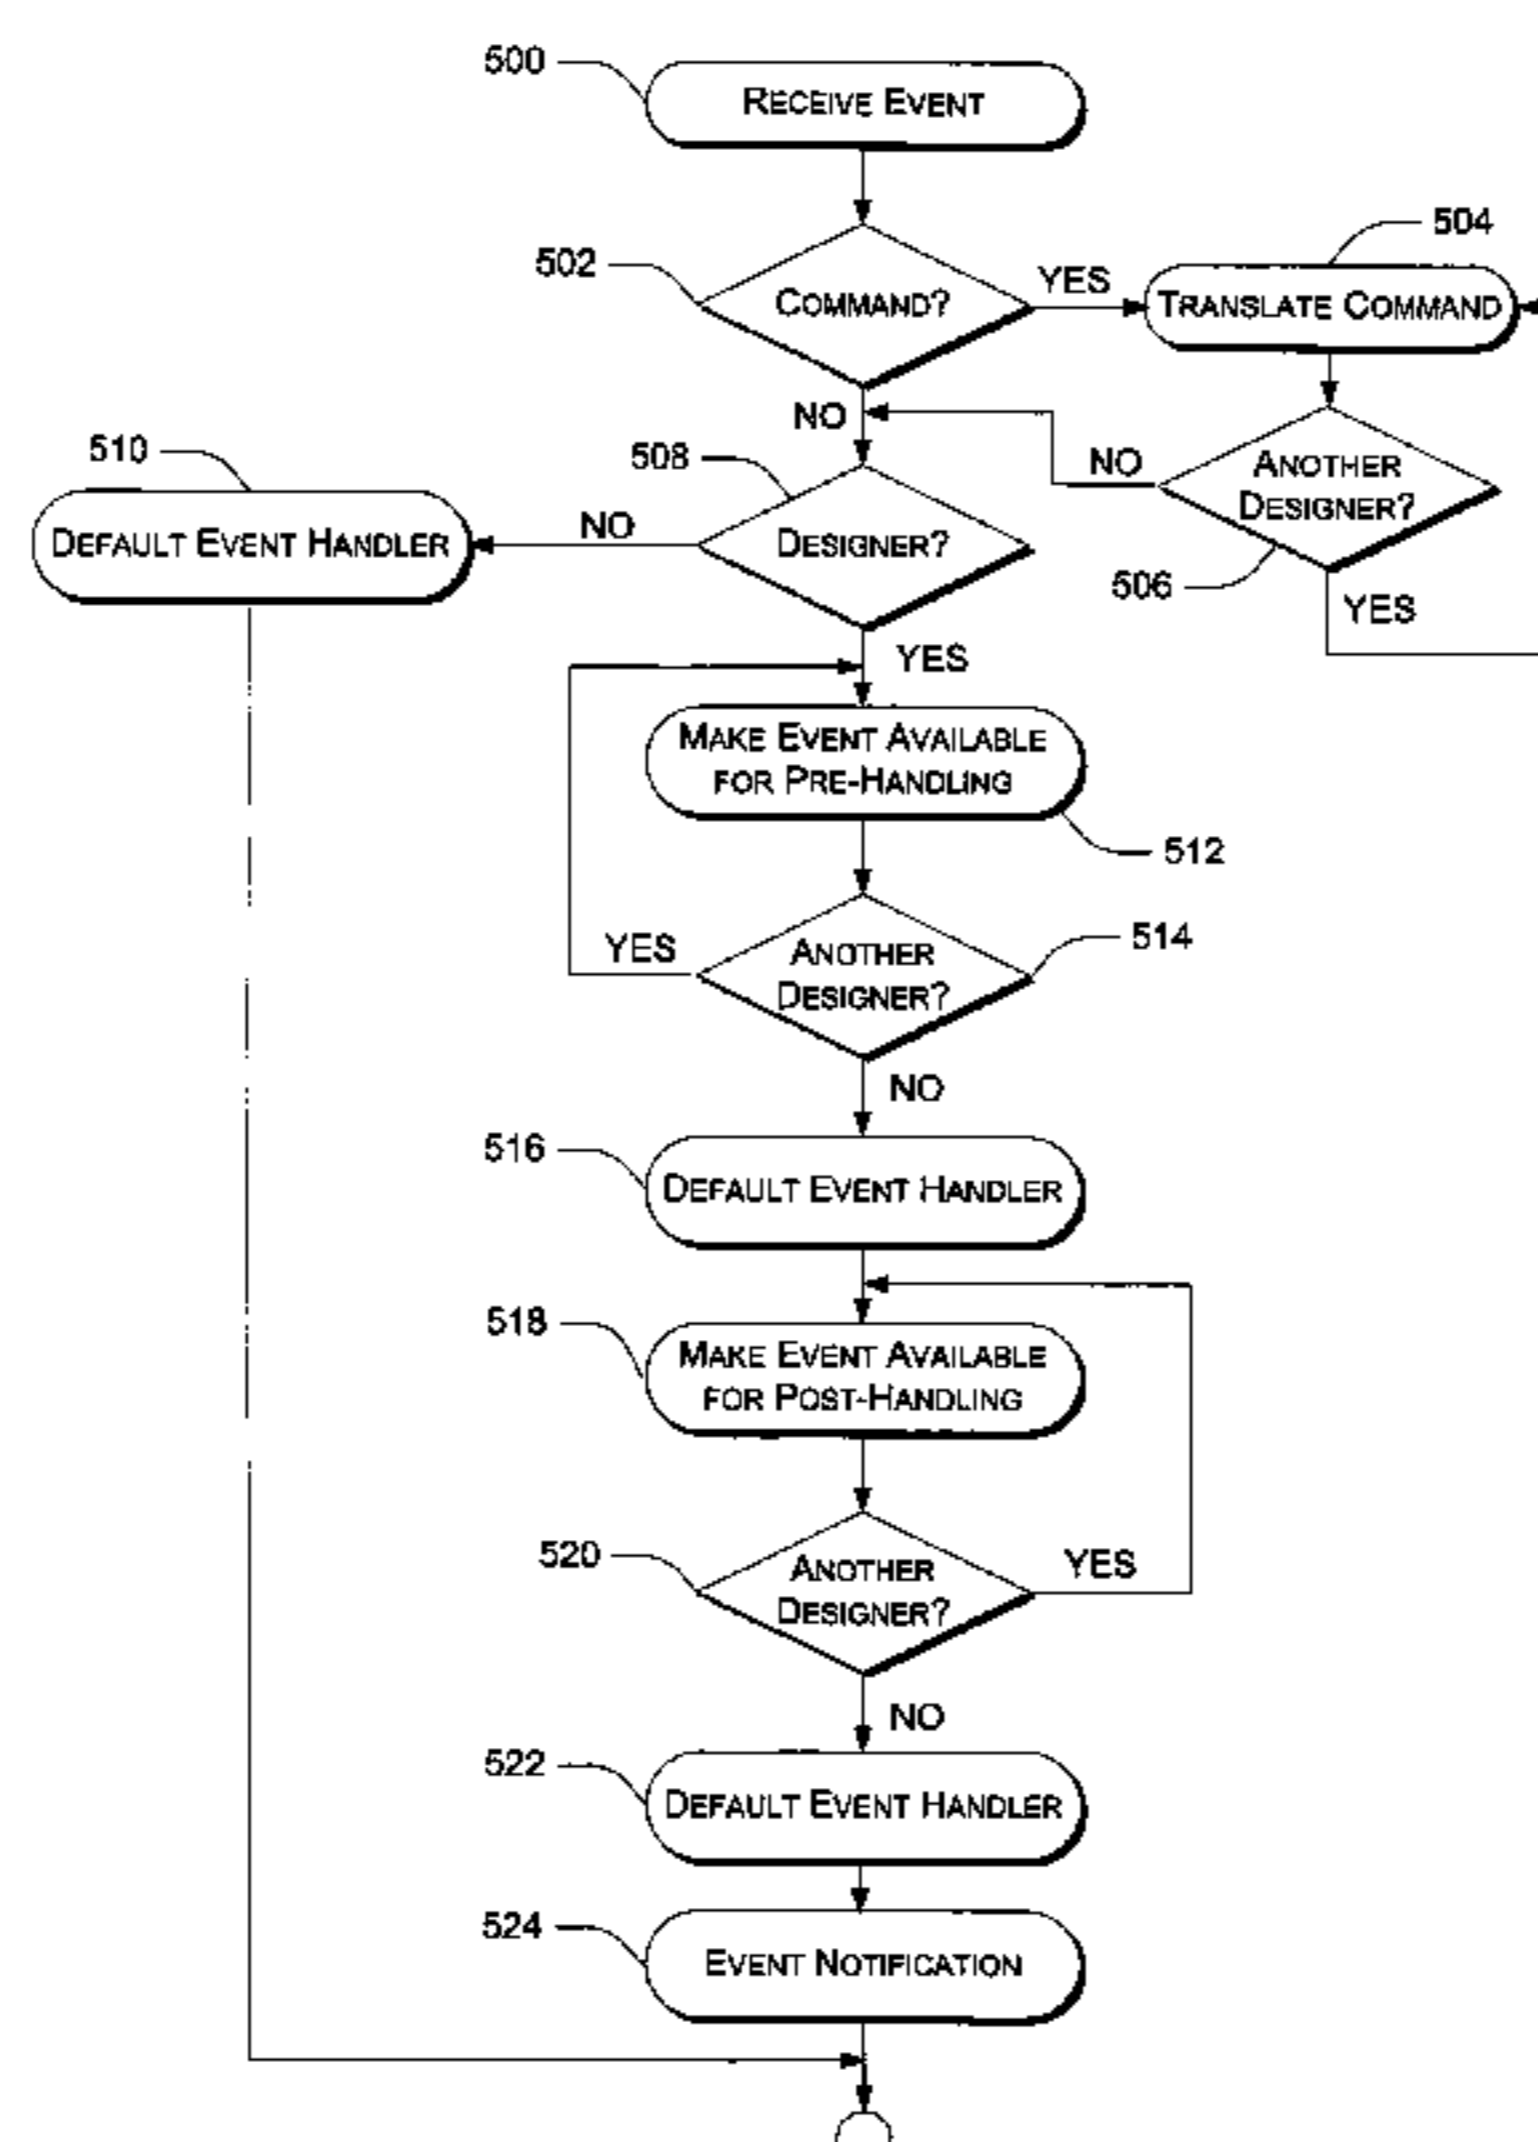 500
RECEIVE EVENT
504
502
COMMAND?
YES
TRANSLATE COMMAND
NO
510
508
NO
ANOTHER
DESIGNER?
DEFAULT EVENT HANDLER
NO
DESIGNER?
506
YES
YES
MAKE EVENT AVAILABLE
FOR PRE-HANDLING
512
514
YES
ANOTHER
DESIGNER?
NO
516
DEFAULT EVENT HANDLER
518
MAKE EVENT AVAILABLE
FOR POST-HANDLING
520
ANOTHER
DESIGNER?
YES
NO
522
DEFAULT EVENT HANDLER
524
EVENT NOTIFICATION